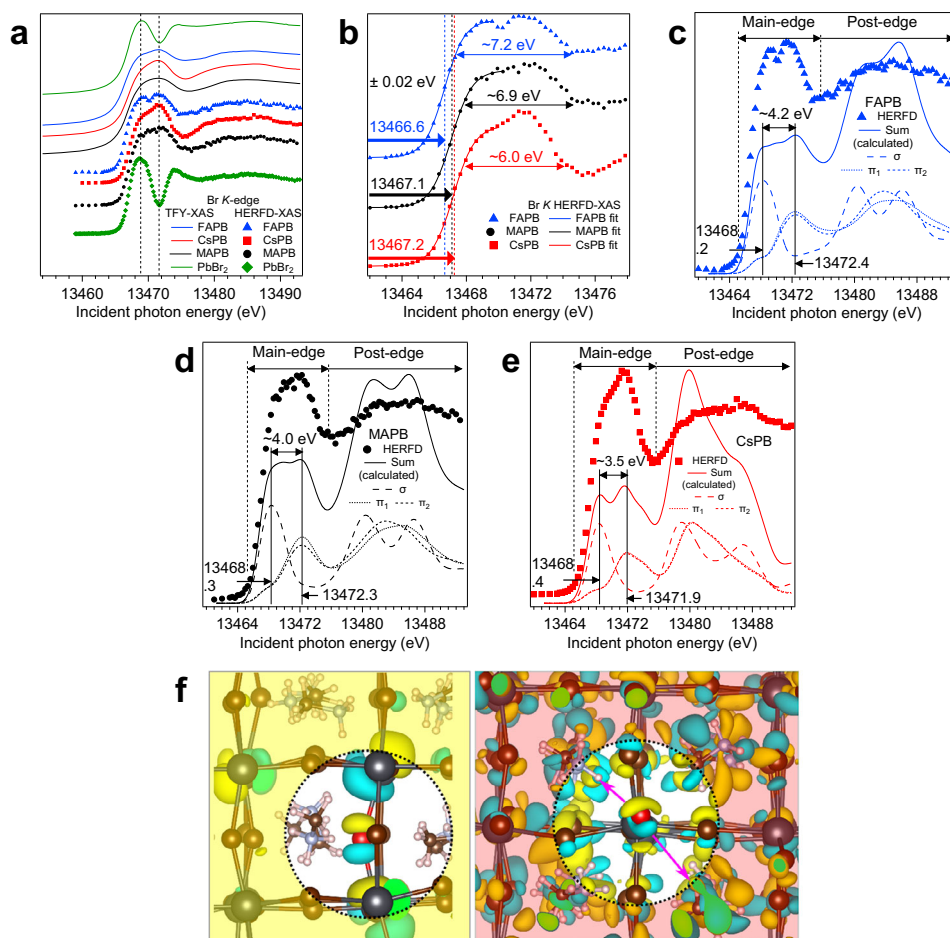 a
Br K-edge
TFY-XAS HERFD-XAS
FAPB FAPB
CsPB CsPB
MAPB MAPB
PbBr2 PbBr2
13460 13470 13480 13490
Incident photon energy (eV)
b
~7.2 eV
± 0.02 eV
~6.9 eV
13466.6
~6.0 eV
13467.1
Br K HERFD-XAS
FAPB FAPB fit
MAPB MAPB fit
CsPB CsPB fit
13467.2
13464 13468 13472 13476
Incident photon energy (eV)
c
Main-edge Post-edge
~4.2 eV
FAPB
HERFD
Sum
(calculated)
σ
π1 π2
13468
.2
13472.4
13464 13472 13480 13488
Incident photon energy (eV)
d
Main-edge Post-edge
~4.0 eV
MAPB
HERFD
Sum
(calculated)
σ
π1 π2
13468
.3
13472.3
13464 13472 13480 13488
Incident photon energy (eV)
e
Main-edge Post-edge
CsPB
~3.5 eV
HERFD
Sum
(calculated)
σ
π1 π2
13468
.4
13471.9
13464 13472 13480 13488
Incident photon energy (eV)
f